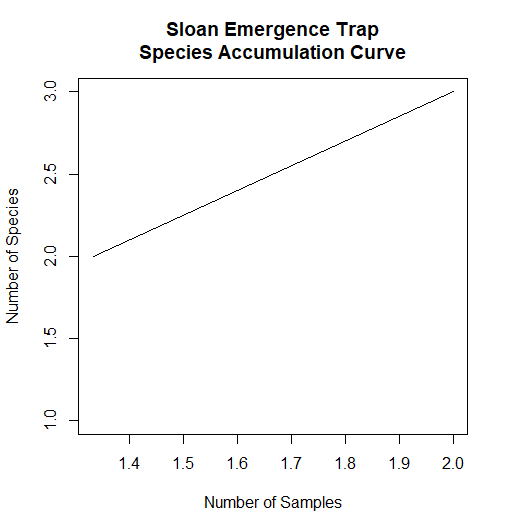 Sloan Emergence Trap
Species Accumulation Curve
Number of Species
3.0
2.5
2.0
1.5
1.0
1.4 1.5 1.6 1.7 1.8 1.9 2.0
Number of Samples